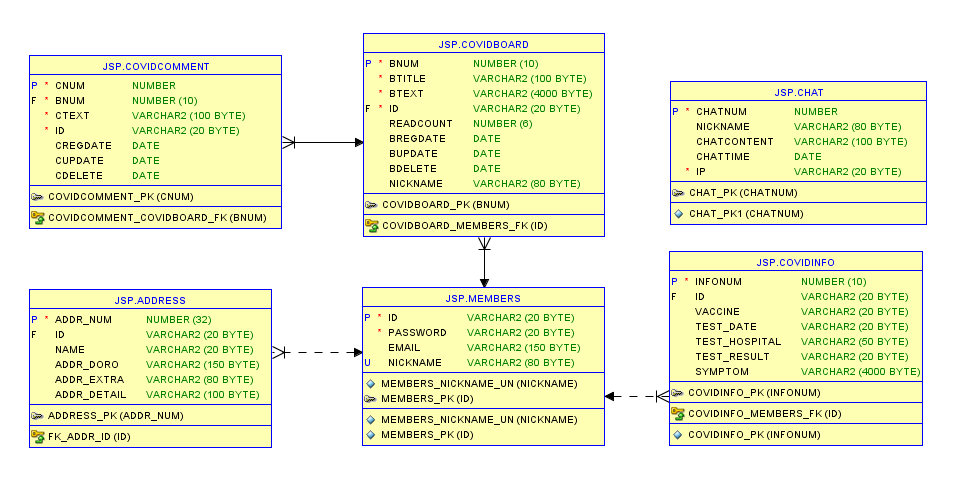 JSP.COVIDCOMMENT
P * CNUM NUMBER
F * BNUM NUMBER (10)
* CTEXT VARCHAR2 (100 BYTE)
* ID VARCHAR2 (20 BYTE)
CREGDATE DATE
CUPDATE DATE
CDELETE DATE
COVIDCOMMENT_PK (CNUM)
COVIDCOMMENT_COVIDBOARD_FK (BNUM)
JSP.COVIDBOARD
P * BNUM NUMBER (10)
* BTITLE VARCHAR2 (100 BYTE)
* BTEXT VARCHAR2 (4000 BYTE)
F * ID VARCHAR2 (20 BYTE)
READCOUNT NUMBER (6)
BREGDATE DATE
BUPDATE DATE
BDELETE DATE
NICKNAME VARCHAR2 (80 BYTE)
COVIDBOARD_PK (BNUM)
COVIDBOARD_MEMBERS_FK (ID)
JSP.CHAT
P * CHATNUM NUMBER
NICKNAME VARCHAR2 (80 BYTE)
CHATCONTENT VARCHAR2 (100 BYTE)
CHATTIME DATE
* IP VARCHAR2 (20 BYTE)
CHAT_PK (CHATNUM)
CHAT_PK1 (CHATNUM)
JSP.ADDRESS
P * ADDR_NUM NUMBER (32)
F ID VARCHAR2 (20 BYTE)
NAME VARCHAR2 (20 BYTE)
ADDR_DORO VARCHAR2 (150 BYTE)
ADDR_EXTRA VARCHAR2 (80 BYTE)
ADDR_DETAIL VARCHAR2 (100 BYTE)
ADDRESS_PK (ADDR_NUM)
FK_ADDR_ID (ID)
JSP.MEMBERS
P * ID VARCHAR2 (20 BYTE)
* PASSWORD VARCHAR2 (20 BYTE)
EMAIL VARCHAR2 (150 BYTE)
U NICKNAME VARCHAR2 (80 BYTE)
MEMBERS_NICKNAME_UN (NICKNAME)
MEMBERS_PK (ID)
MEMBERS_NICKNAME_UN (NICKNAME)
MEMBERS_PK (ID)
JSP.COVIDINFO
P * INFONUM NUMBER (10)
F ID VARCHAR2 (20 BYTE)
VACCINE VARCHAR2 (20 BYTE)
TEST_DATE VARCHAR2 (20 BYTE)
TEST_HOSPITAL VARCHAR2 (50 BYTE)
TEST_RESULT VARCHAR2 (20 BYTE)
SYMPTOM VARCHAR2 (4000 BYTE)
COVIDINFO_PK (INFONUM)
COVIDINFO_MEMBERS_FK (ID)
COVIDINFO_PK (INFONUM)